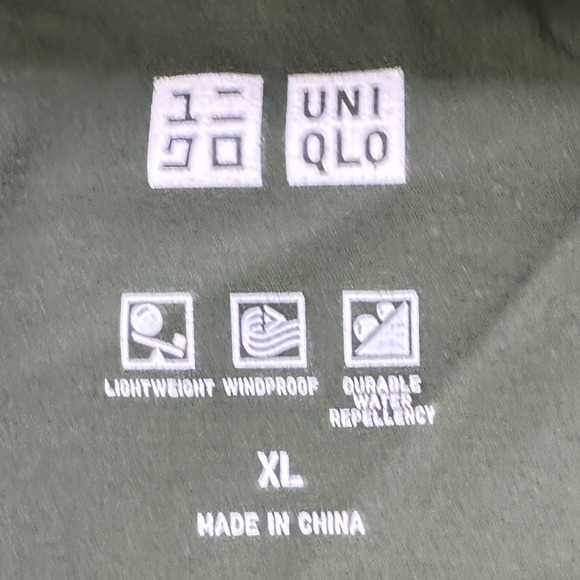 ユニ UNI
クロ QLO
LIGHTWEIGHT WINDPROOF DURABLE
WATER
REPELLENCY
XL
MADE IN CHINA